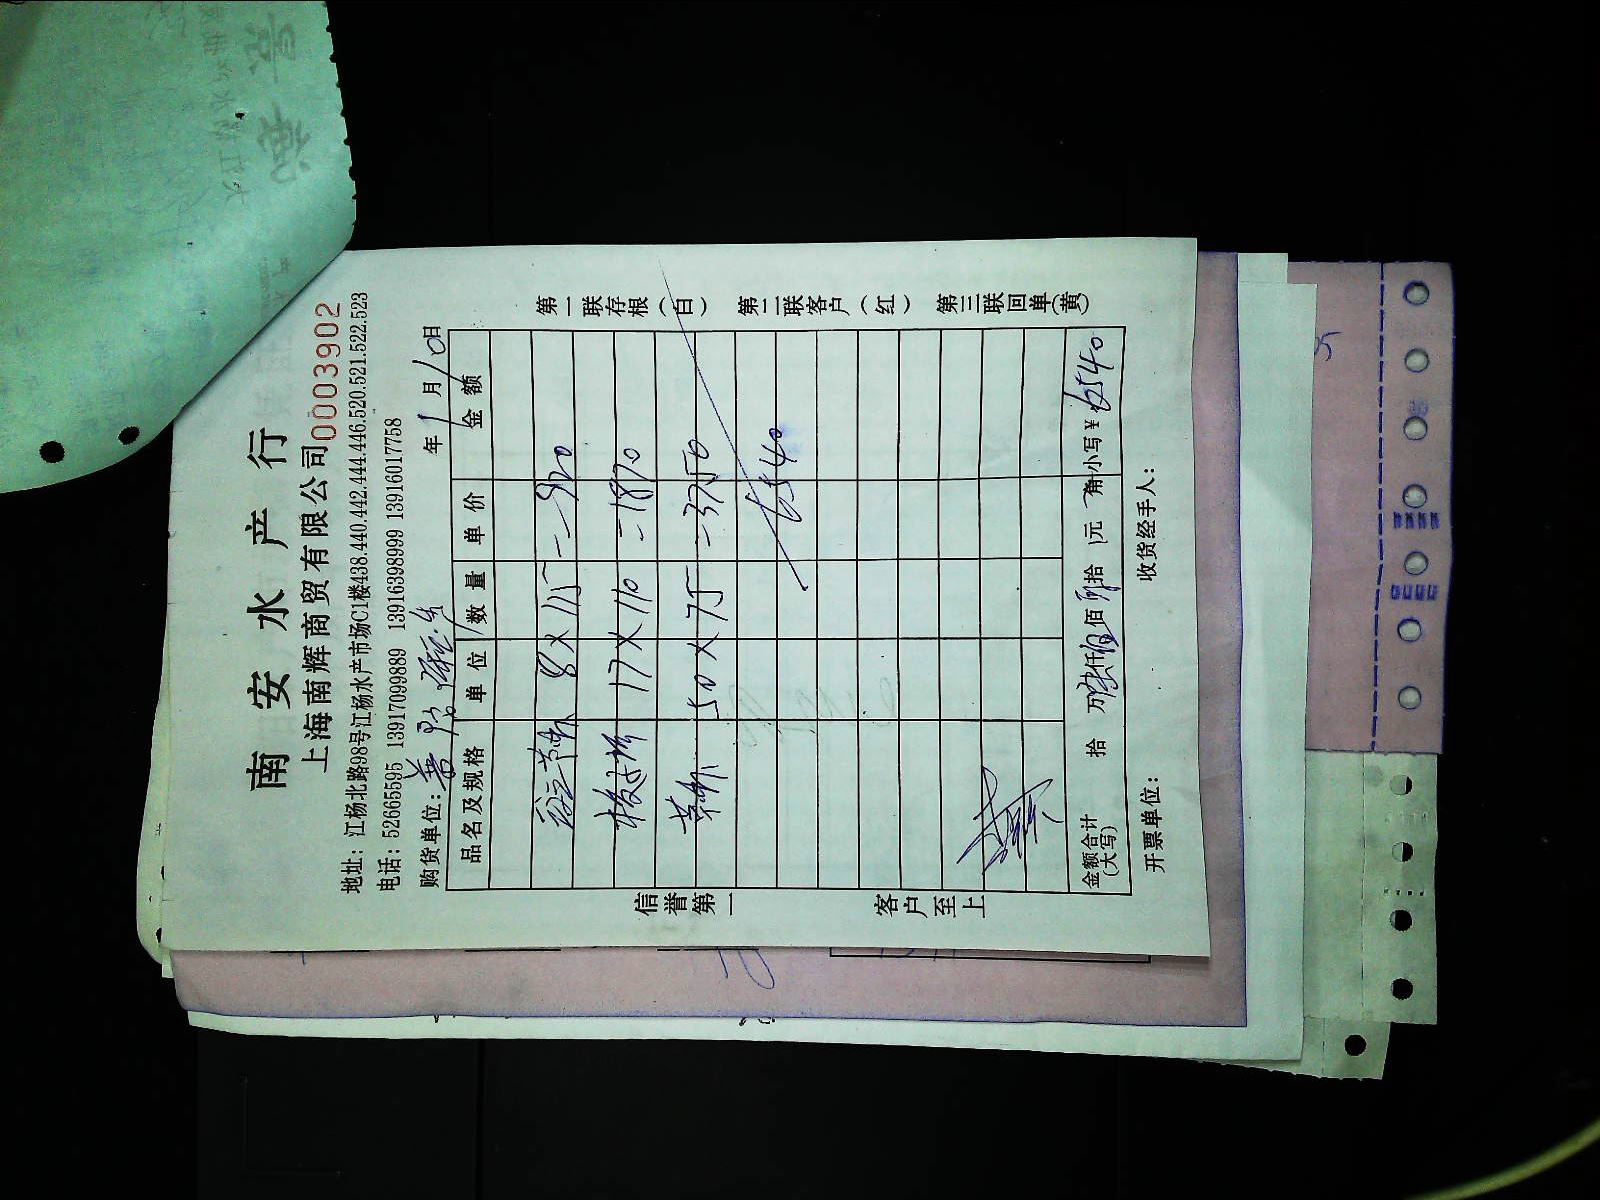 南安水产行
上海南辉商贸有限公司 0003902
地址：江杨北路98号江杨水产市场C1楼438.440.442.444.446.520.521.522.523
电话：52665595 13917099889 13916398999 13916017758
购货单位： 年1月10日
品名及规格 单位 数量 单价 金额
8×115=920
17×110=1870
50×75=3750
6540
金额合计(大写) 拾 万 仟 佰 拾 元 角 小写￥6540
开票单位： 收货经手人：
信誉第一 客户至上
第一联存根(白) 第二联客户(红) 第三联回单(黄)